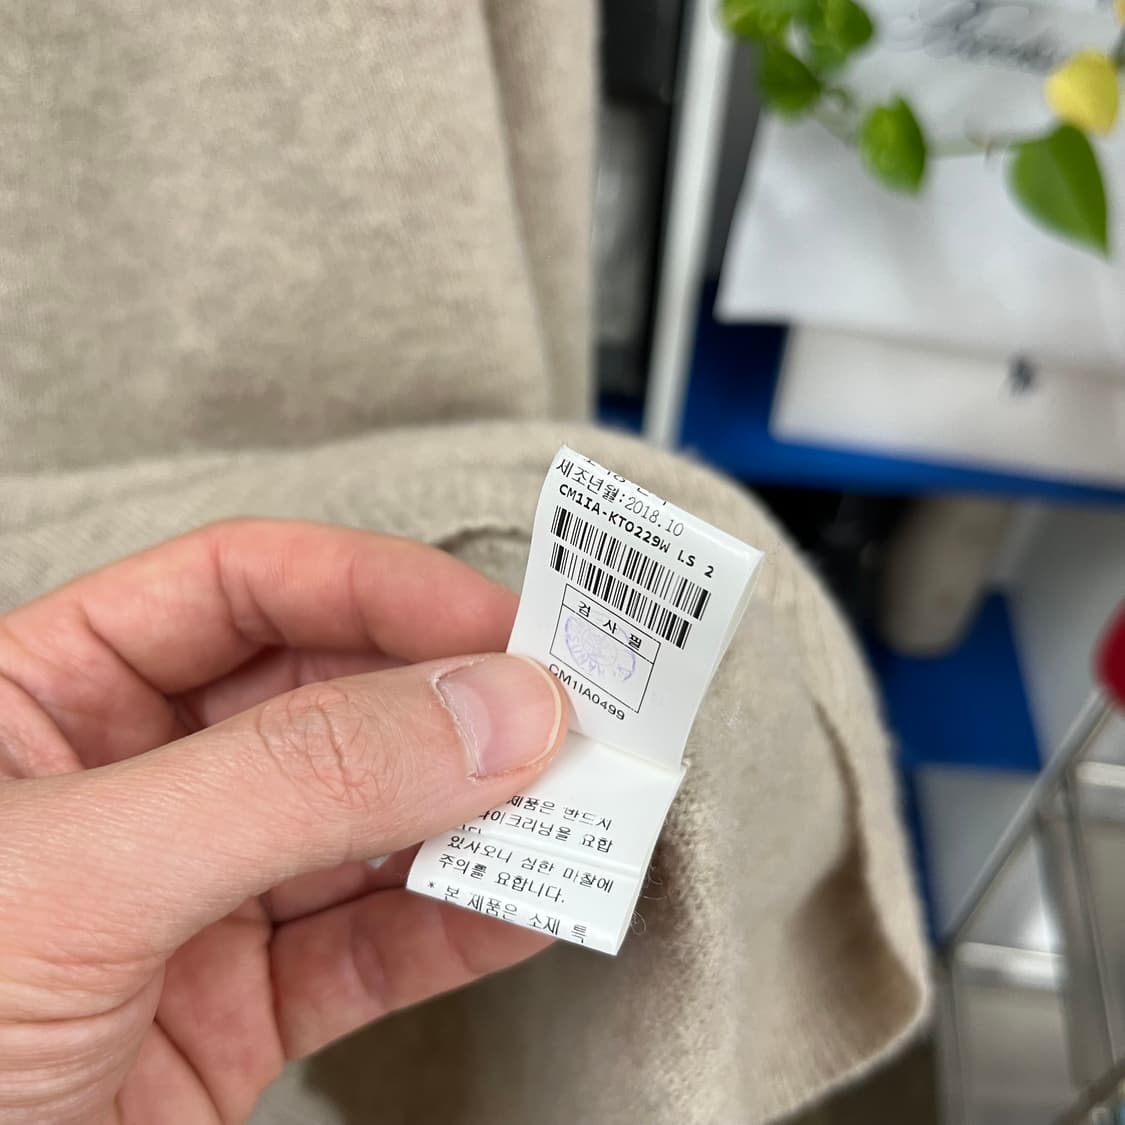 제조년월:2018.10
CM1IA-KTO229W LS 2
검사필
CM1IA0499
제품은 반드시
라이크리닝을 요합
있사오니 심한 마찰에
주의를 요합니다.
* 본 제품은 소재 특